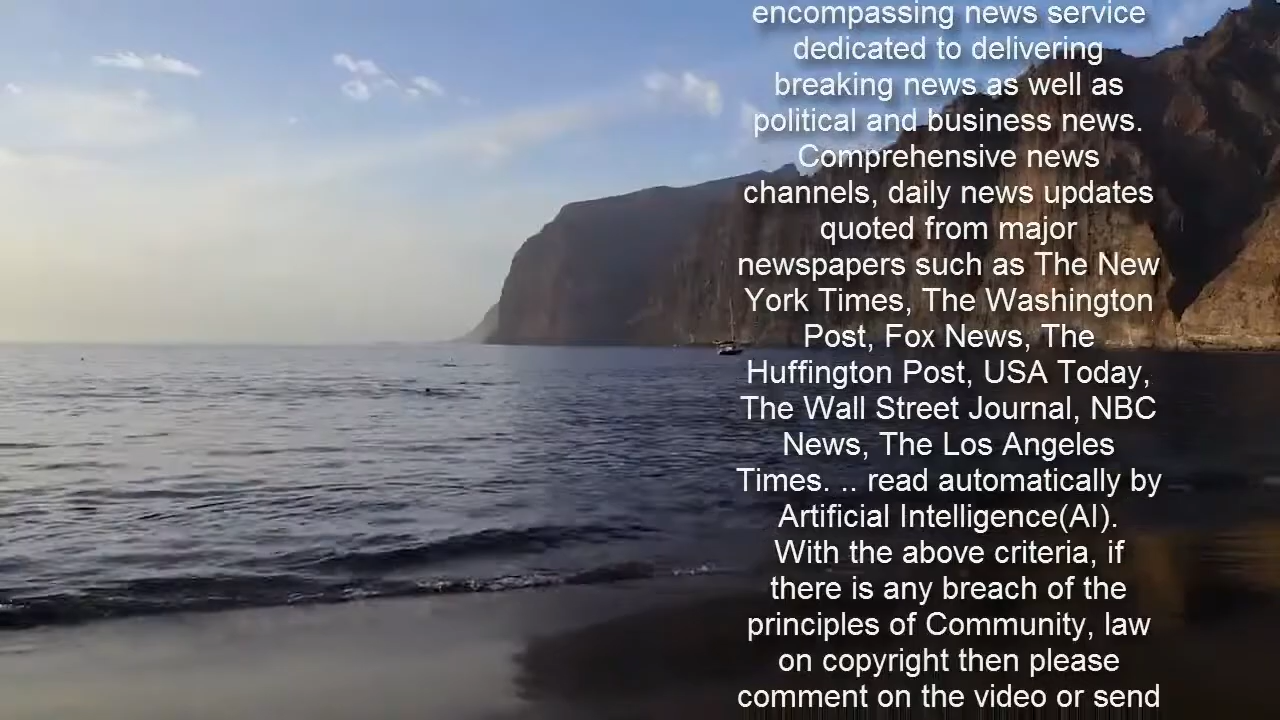 encompassing news service
dedicated to delivering
breaking news as well as
political and business news.
Comprehensive news
channels, daily news updates
quoted from major
newspapers such as The New
York Times, The Washington
Post, Fox News, The
Huffington Post, USA Today,
The Wall Street Journal, NBC
News, The Los Angeles
Times. .. read automatically by
Artificial Intelligence(AI).
With the above criteria, if
there is any breach of the
principles of Community, law
on copyright then please
comment on the video or send